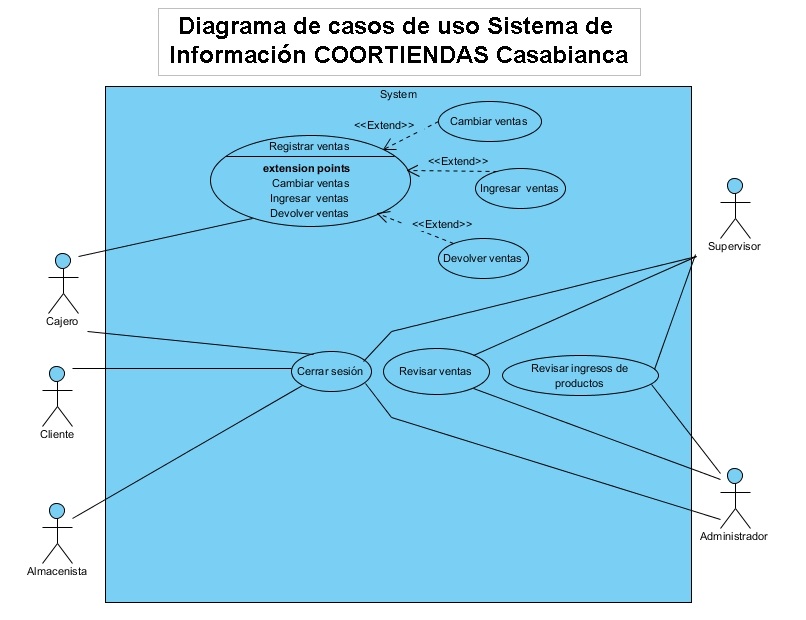 Diagrama de casos de uso Sistema de
Información COORTIENDAS Casabianca
System
<<Extend>>
Cambiar ventas
Registrar ventas
extension points
Cambiar ventas
Ingresar ventas
Devolver ventas
<<Extend>>
Ingresar ventas
<<Extend>>
Devolver ventas
Supervisor
Cajero
Cerrar sesión
Revisar ventas
Revisar ingresos de
productos
Cliente
Almacenista
Administrador